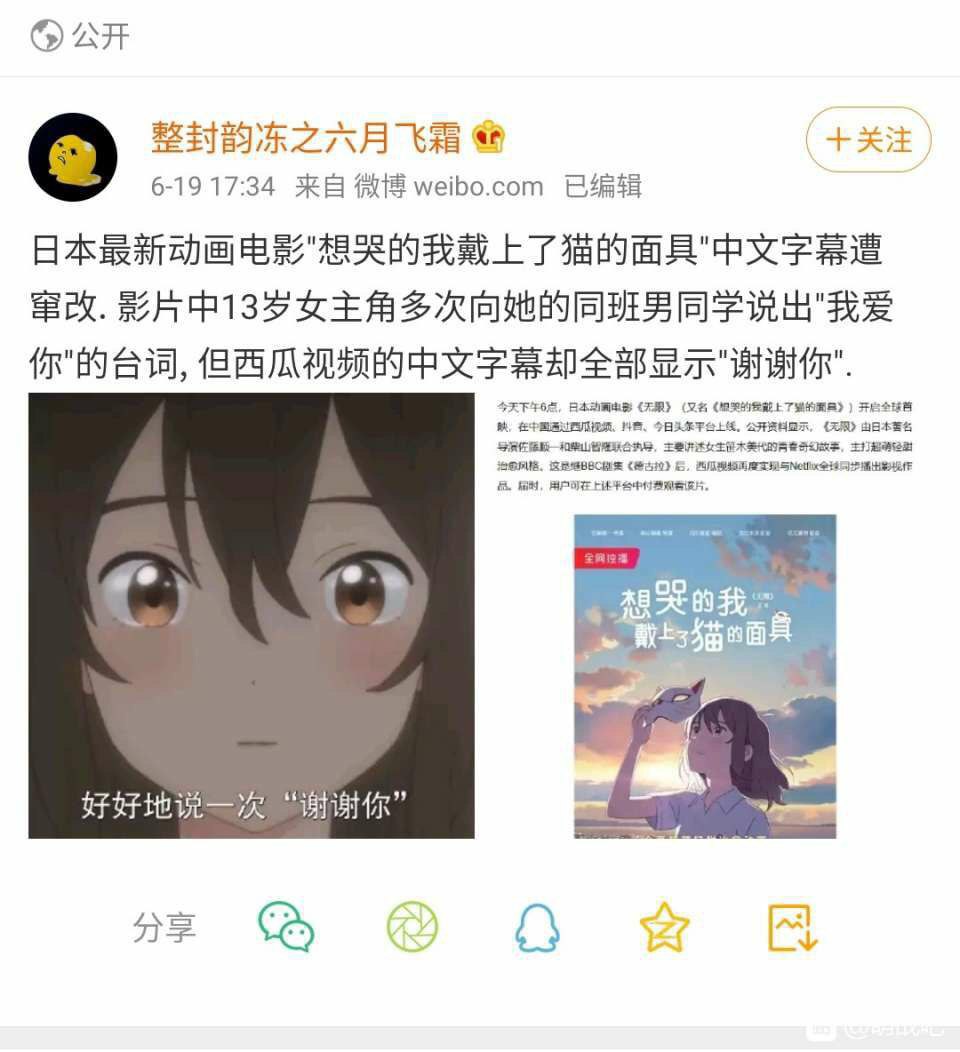 公开
整封韵冻之六月飞霜
+关注
6-19 17:34 来自 微博 weibo.com 已编辑
日本最新动画电影"想哭的我戴上了猫的面具"中文字幕遭
窜改. 影片中13岁女主角多次向她的同班男同学说出"我爱
你"的台词, 但西瓜视频的中文字幕却全部显示"谢谢你".
今天下午6点，日本动画电影《无限》（又名《想哭的我戴上了猫的面具》）开启全球首
映，在中国通过西瓜视频、抖音、今日头条平台上线。公开资料显示，《无限》由日本著名
导演佐藤顺一和柴山智隆联合执导，主要讲述女生笹木美代的青春奇幻故事，主打超萌轻甜
治愈风格。这是继BBC剧集《德古拉》后，西瓜视频再度实现与Netflix全球同步播出影视作
品。届时，用户可在上述平台中付费观看该片。
全网独播
想哭的我
《无限》
戴上了猫的面具
好好地说一次 “谢谢你”
分享